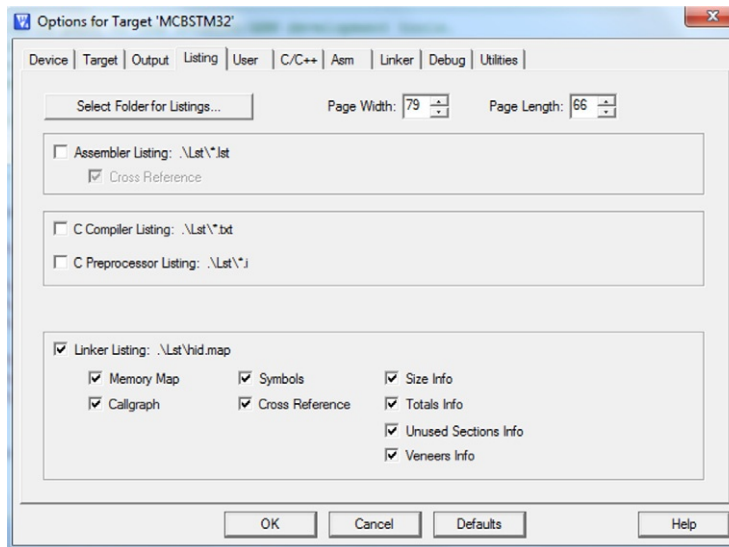 Options for Target 'MCBSTM32'
Device Target Output Listing User C/C++ Asm Linker Debug Utilities
Select Folder for Listings... Page Width: 79 Page Length: 66
Assembler Listing: .\Lst\*.lst
Cross Reference
C Compiler Listing: .\Lst\*.txt
C Preprocessor Listing: .\Lst\*.i
Linker Listing: .\Lst\hid.map
Memory Map Symbols Size Info
Callgraph Cross Reference Totals Info
Unused Sections Info
Veneers Info
OK Cancel Defaults Help